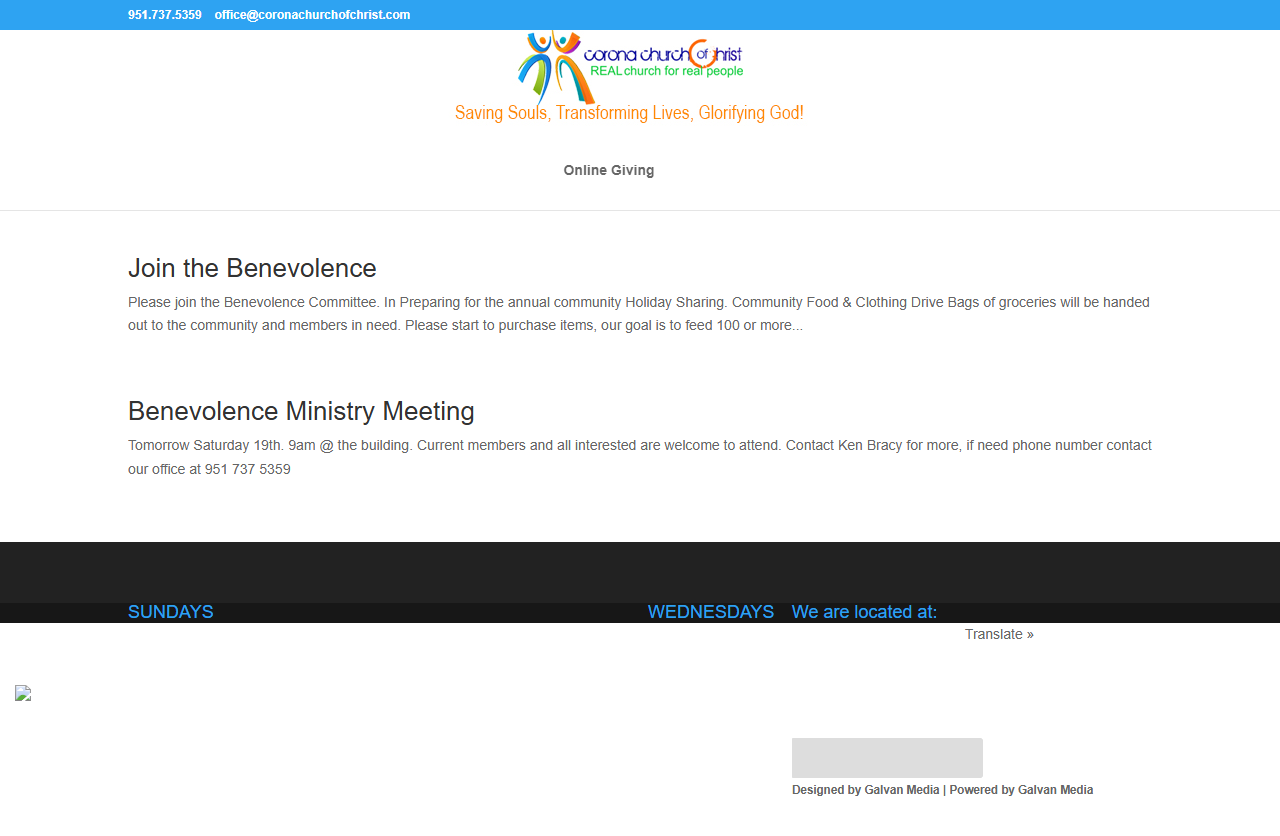 951.737.5359 office@coronachurchofchrist.com
corona church of Christ
REAL church for real people
Saving Souls, Transforming Lives, Glorifying God!
Online Giving
Join the Benevolence
Please join the Benevolence Committee. In Preparing for the annual community Holiday Sharing. Community Food & Clothing Drive Bags of groceries will be handed
out to the community and members in need. Please start to purchase items, our goal is to feed 100 or more...
Benevolence Ministry Meeting
Tomorrow Saturday 19th. 9am @ the building. Current members and all interested are welcome to attend. Contact Ken Bracy for more, if need phone number contact
our office at 951 737 5359
SUNDAYS WEDNESDAYS We are located at:
Translate »
Designed by Galvan Media | Powered by Galvan Media